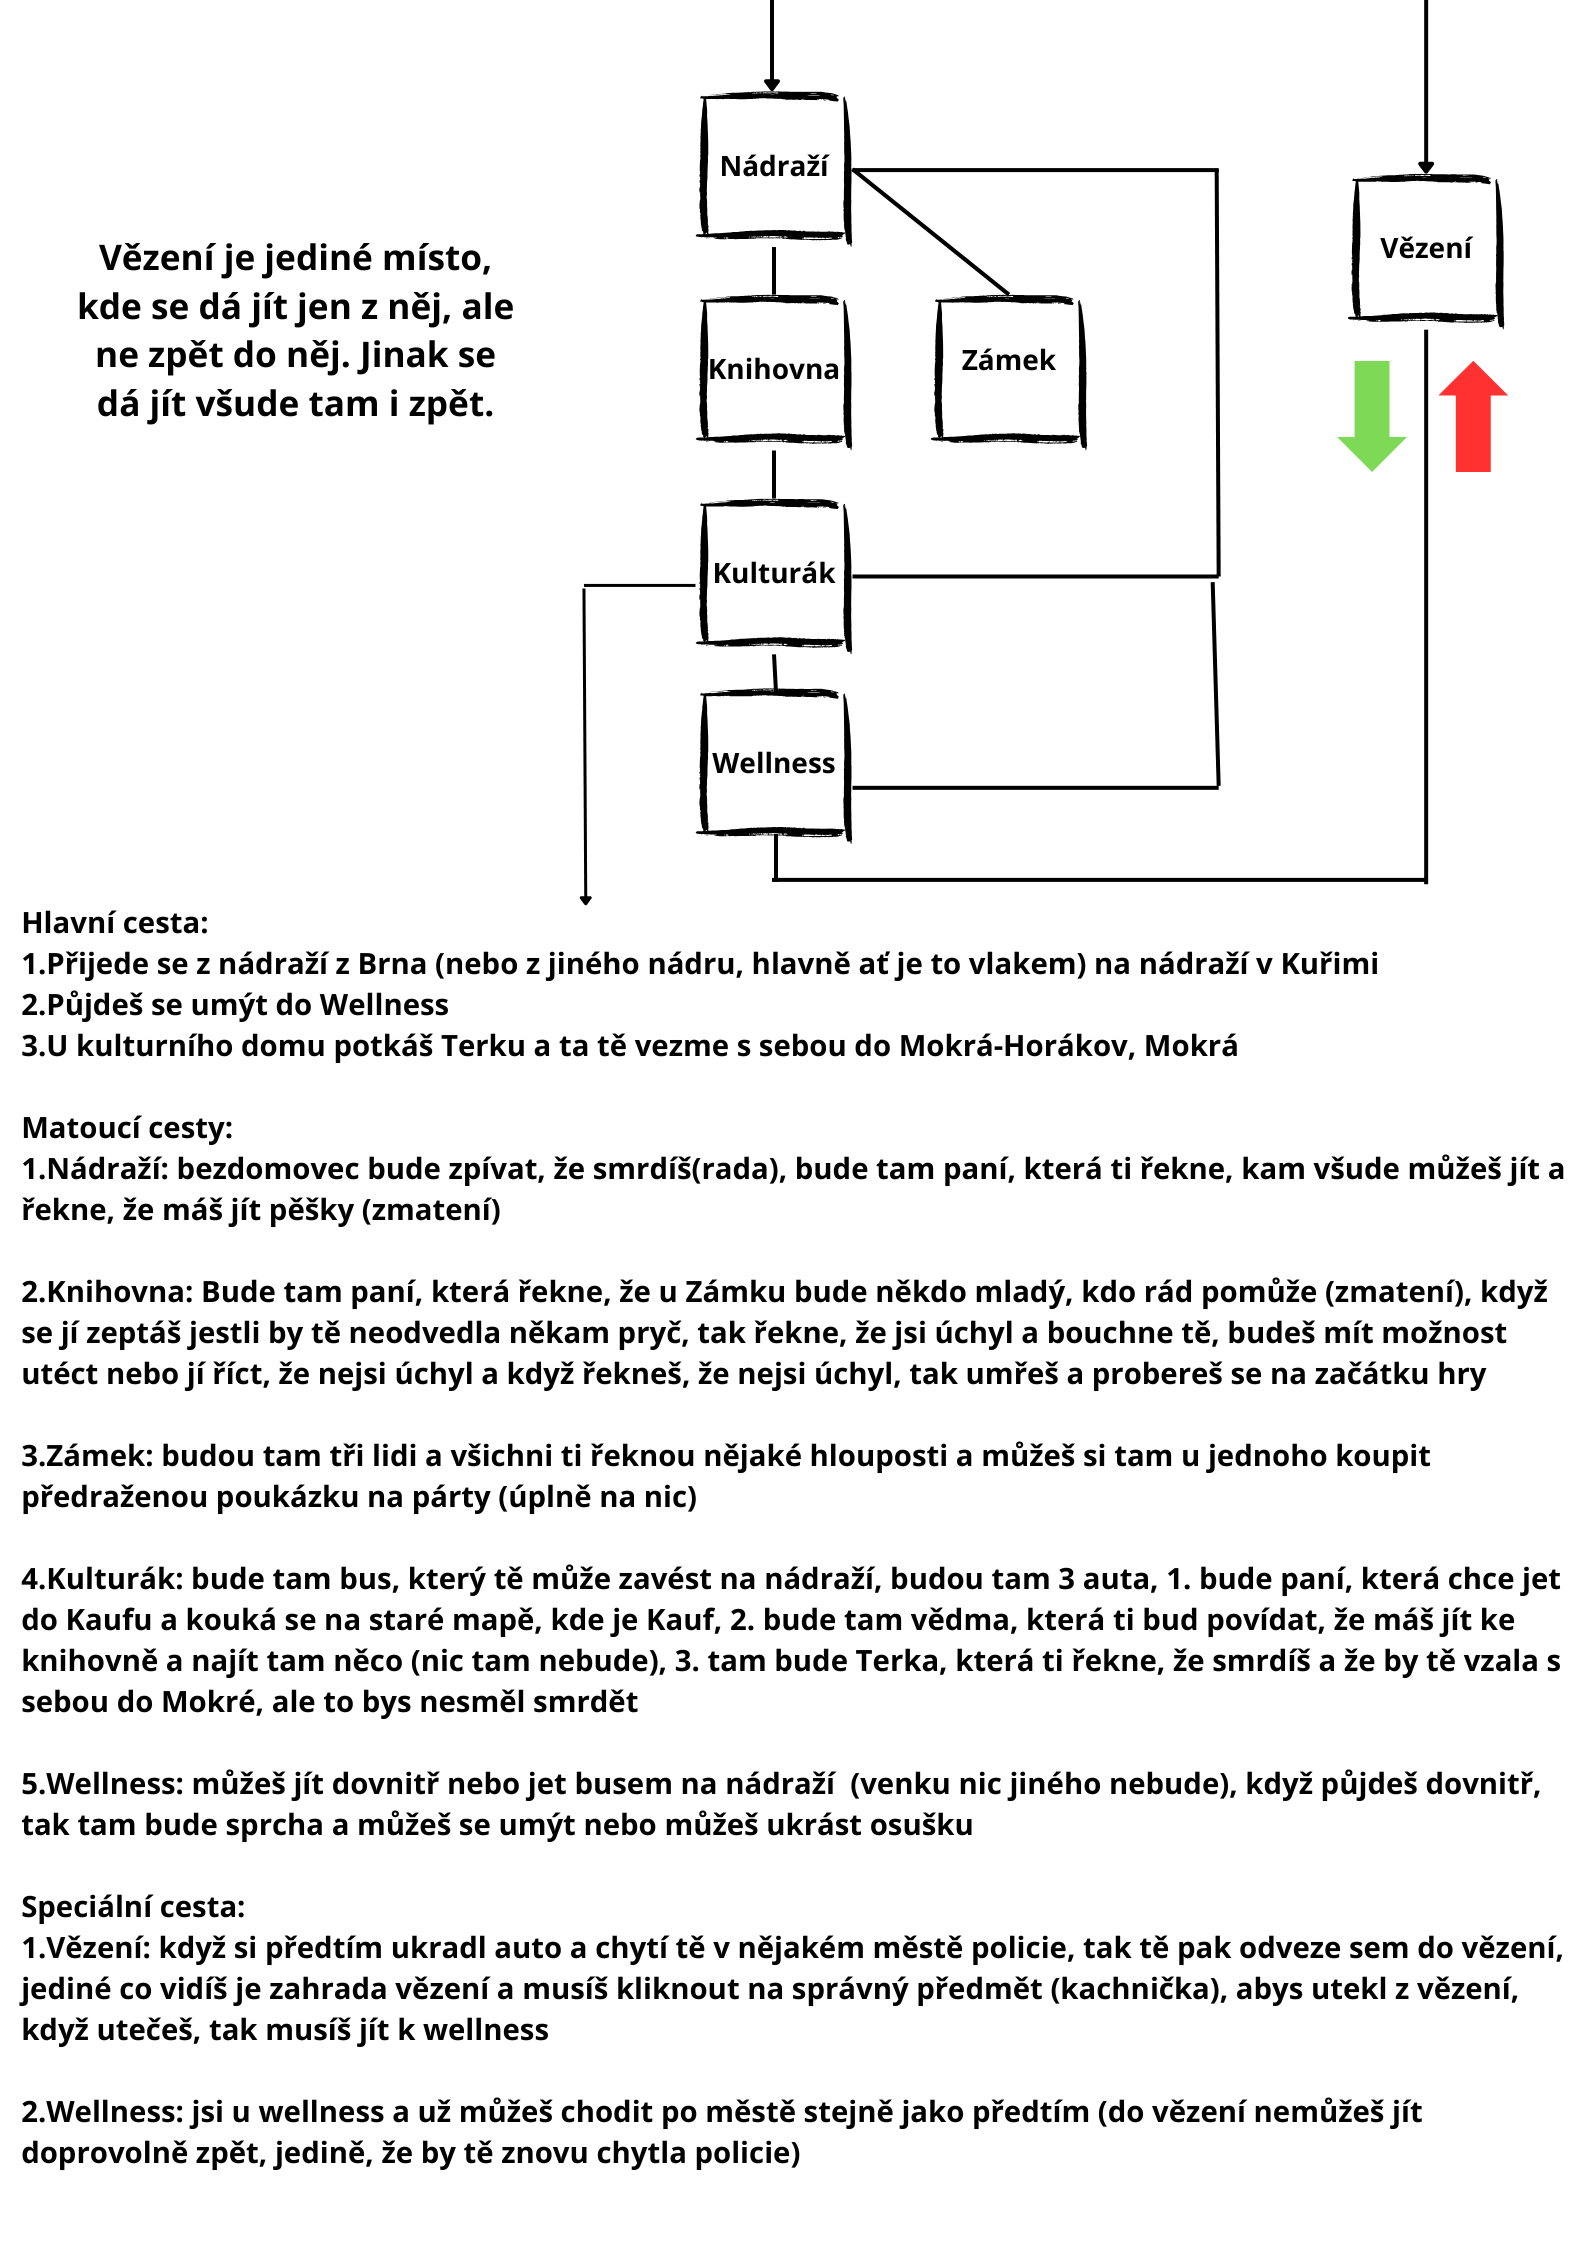 Nádraží
Vězení
Vězení je jediné místo,
kde se dá jít jen z něj, ale
ne zpět do něj. Jinak se
dá jít všude tam i zpět.
Knihovna
Zámek
Kulturák
Wellness
Hlavní cesta:
1.Přijede se z nádraží z Brna (nebo z jiného nádru, hlavně ať je to vlakem) na nádraží v Kuřimi
2.Půjdeš se umýt do Wellness
3.U kulturního domu potkáš Terku a ta tě vezme s sebou do Mokrá-Horákov, Mokrá
Matoucí cesty:
1.Nádraží: bezdomovec bude zpívat, že smrdíš(rada), bude tam paní, která ti řekne, kam všude můžeš jít a
řekne, že máš jít pěšky (zmatení)
2.Knihovna: Bude tam paní, která řekne, že u Zámku bude někdo mladý, kdo rád pomůže (zmatení), když
se jí zeptáš jestli by tě neodvedla někam pryč, tak řekne, že jsi úchyl a bouchne tě, budeš mít možnost
utéct nebo jí říct, že nejsi úchyl a když řekneš, že nejsi úchyl, tak umřeš a probereš se na začátku hry
3.Zámek: budou tam tři lidi a všichni ti řeknou nějaké hlouposti a můžeš si tam u jednoho koupit
předraženou poukázku na párty (úplně na nic)
4.Kulturák: bude tam bus, který tě může zavést na nádraží, budou tam 3 auta, 1. bude paní, která chce jet
do Kaufu a kouká se na staré mapě, kde je Kauf, 2. bude tam vědma, která ti bud povídat, že máš jít ke
knihovně a najít tam něco (nic tam nebude), 3. tam bude Terka, která ti řekne, že smrdíš a že by tě vzala s
sebou do Mokré, ale to bys nesměl smrdět
5.Wellness: můžeš jít dovnitř nebo jet busem na nádraží  (venku nic jiného nebude), když půjdeš dovnitř,
tak tam bude sprcha a můžeš se umýt nebo můžeš ukrást osušku
Speciální cesta:
1.Vězení: když si předtím ukradl auto a chytí tě v nějakém městě policie, tak tě pak odveze sem do vězení,
jediné co vidíš je zahrada vězení a musíš kliknout na správný předmět (kachnička), abys utekl z vězení,
když utečeš, tak musíš jít k wellness
2.Wellness: jsi u wellness a už můžeš chodit po městě stejně jako předtím (do vězení nemůžeš jít
doprovolně zpět, jedině, že by tě znovu chytla policie)